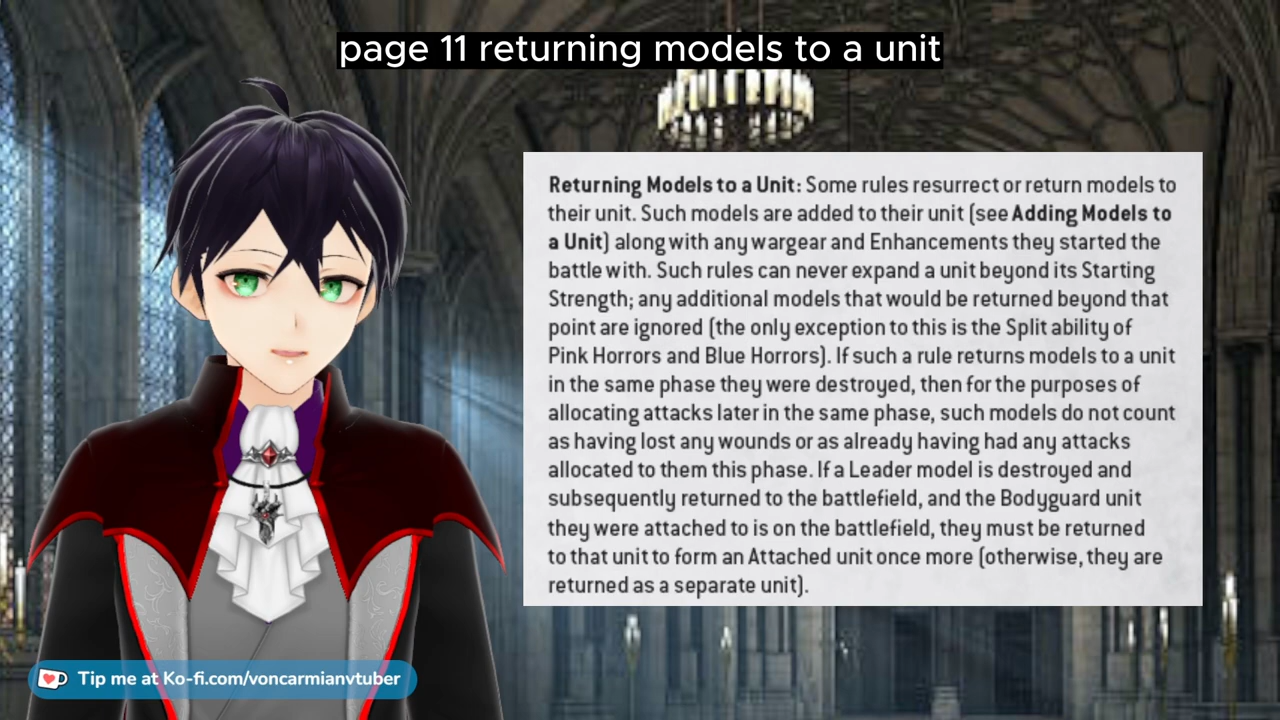 page 11 returning models to a unit
Returning Models to a Unit: Some rules resurrect or return models to
their unit. Such models are added to their unit (see Adding Models to
a Unit) along with any wargear and Enhancements they started the
battle with. Such rules can never expand a unit beyond its Starting
Strength; any additional models that would be returned beyond that
point are ignored (the only exception to this is the Split ability of
Pink Horrors and Blue Horrors). If such a rule returns models to a unit
in the same phase they were destroyed, then for the purposes of
allocating attacks later in the same phase, such models do not count
as having lost any wounds or as already having had any attacks
allocated to them this phase. If a Leader model is destroyed and
subsequently returned to the battlefield, and the Bodyguard unit
they were attached to is on the battlefield, they must be returned
to that unit to form an Attached unit once more (otherwise, they are
returned as a separate unit).
Tip me at Ko-fi.com/voncarmianvtuber